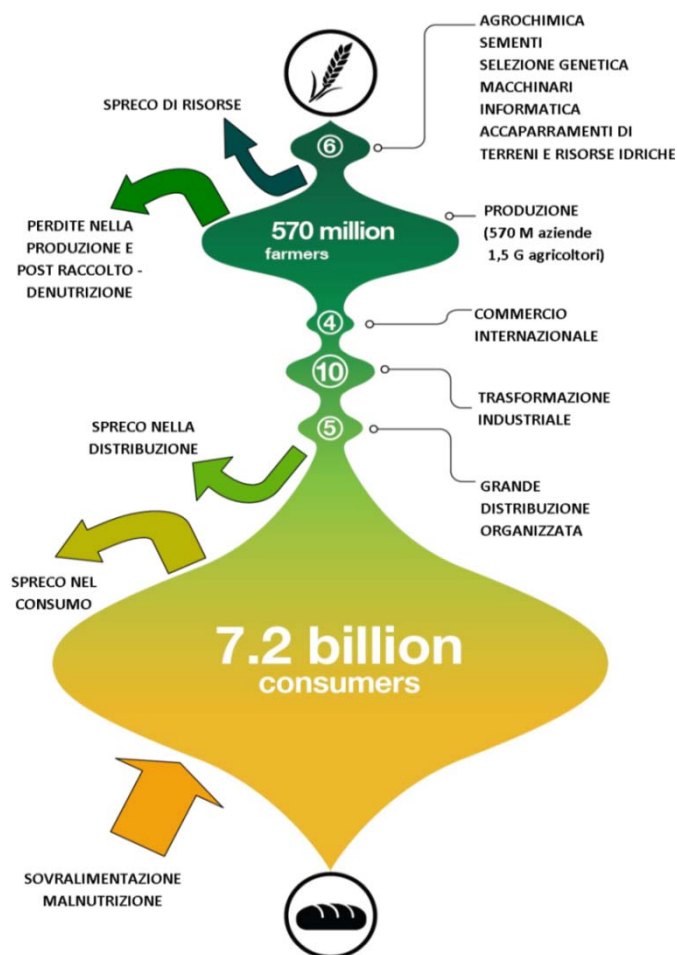 AGROCHIMICA
SEMENTI
SELEZIONE GENETICA
MACCHINARI
INFORMATICA
ACCAPARRAMENTI DI
TERRENI E RISORSE IDRICHE
SPRECO DI RISORSE
6
PERDITE NELLA
PRODUZIONE E
POST RACCOLTO -
DENUTRIZIONE
570 million
farmers
PRODUZIONE
(570 M aziende
1,5 G agricoltori)
4
COMMERCIO
INTERNAZIONALE
10
TRASFORMAZIONE
INDUSTRIALE
5
SPRECO NELLA
DISTRIBUZIONE
GRANDE
DISTRIBUZIONE
ORGANIZZATA
SPRECO NEL
CONSUMO
7.2 billion
consumers
SOVRALIMENTAZIONE
MALNUTRIZIONE